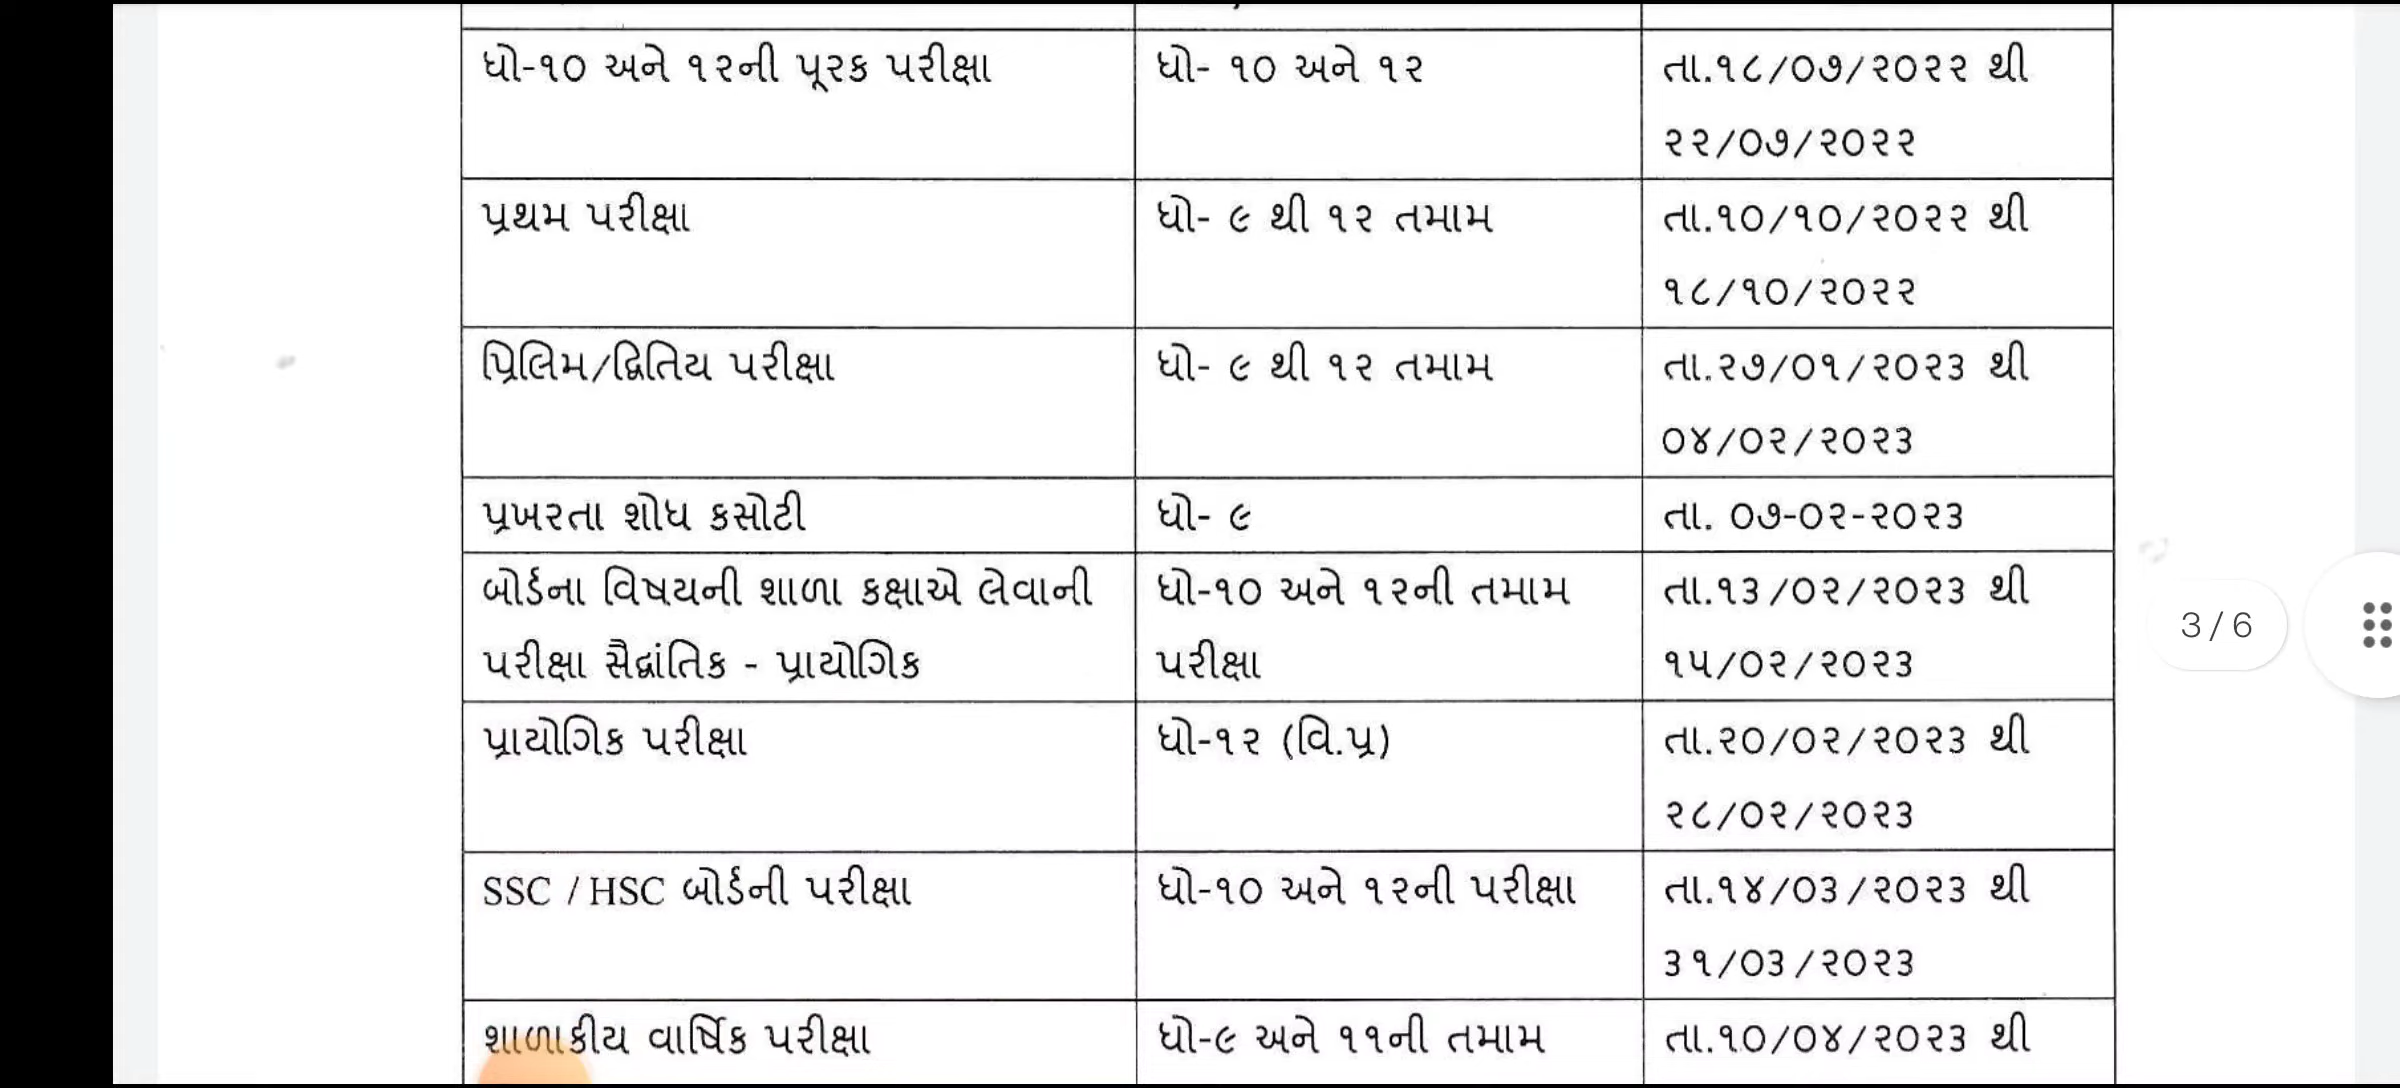 ધો-૧૦ અને ૧૨ની પૂરક પરીક્ષા
ધો- ૧૦ અને ૧૨
તા.૧૮/૦૭/૨૦૨૨ થી
૨૨/૦૭/૨૦૨૨
પ્રથમ પરીક્ષા
ધો- ૯ થી ૧૨ તમામ
તા.૧૦/૧૦/૨૦૨૨ થી
૧૮/૧૦/૨૦૨૨
પ્રિલિમ/દ્વિતિય પરીક્ષા
ધો- ૯ થી ૧૨ તમામ
તા.૨૭/૦૧/૨૦૨૩ થી
૦૪/૦૨/૨૦૨૩
પ્રખરતા શોધ કસોટી
ધો- ૯
તા. ૦૭-૦૨-૨૦૨૩
બોર્ડના વિષયની શાળા કક્ષાએ લેવાની
પરીક્ષા સૈદ્વાંતિક - પ્રાયોગિક
ધો-૧૦ અને ૧૨ની તમામ
પરીક્ષા
તા.૧૩/૦૨/૨૦૨૩ થી
૧૫/૦૨/૨૦૨૩
3/6
પ્રાયોગિક પરીક્ષા
ધો-૧૨ (વિ.પ્ર)
તા.૨૦/૦૨/૨૦૨૩ થી
૨૮/૦૨/૨૦૨૩
SSC / HSC બોર્ડની પરીક્ષા
ધો-૧૦ અને ૧૨ની પરીક્ષા
તા.૧૪/૦૩/૨૦૨૩ થી
૩૧/૦૩/૨૦૨૩
શાળાકીય વાર્ષિક પરીક્ષા
ધો-૯ અને ૧૧ની તમામ
તા.૧૦/૦૪/૨૦૨૩ થી